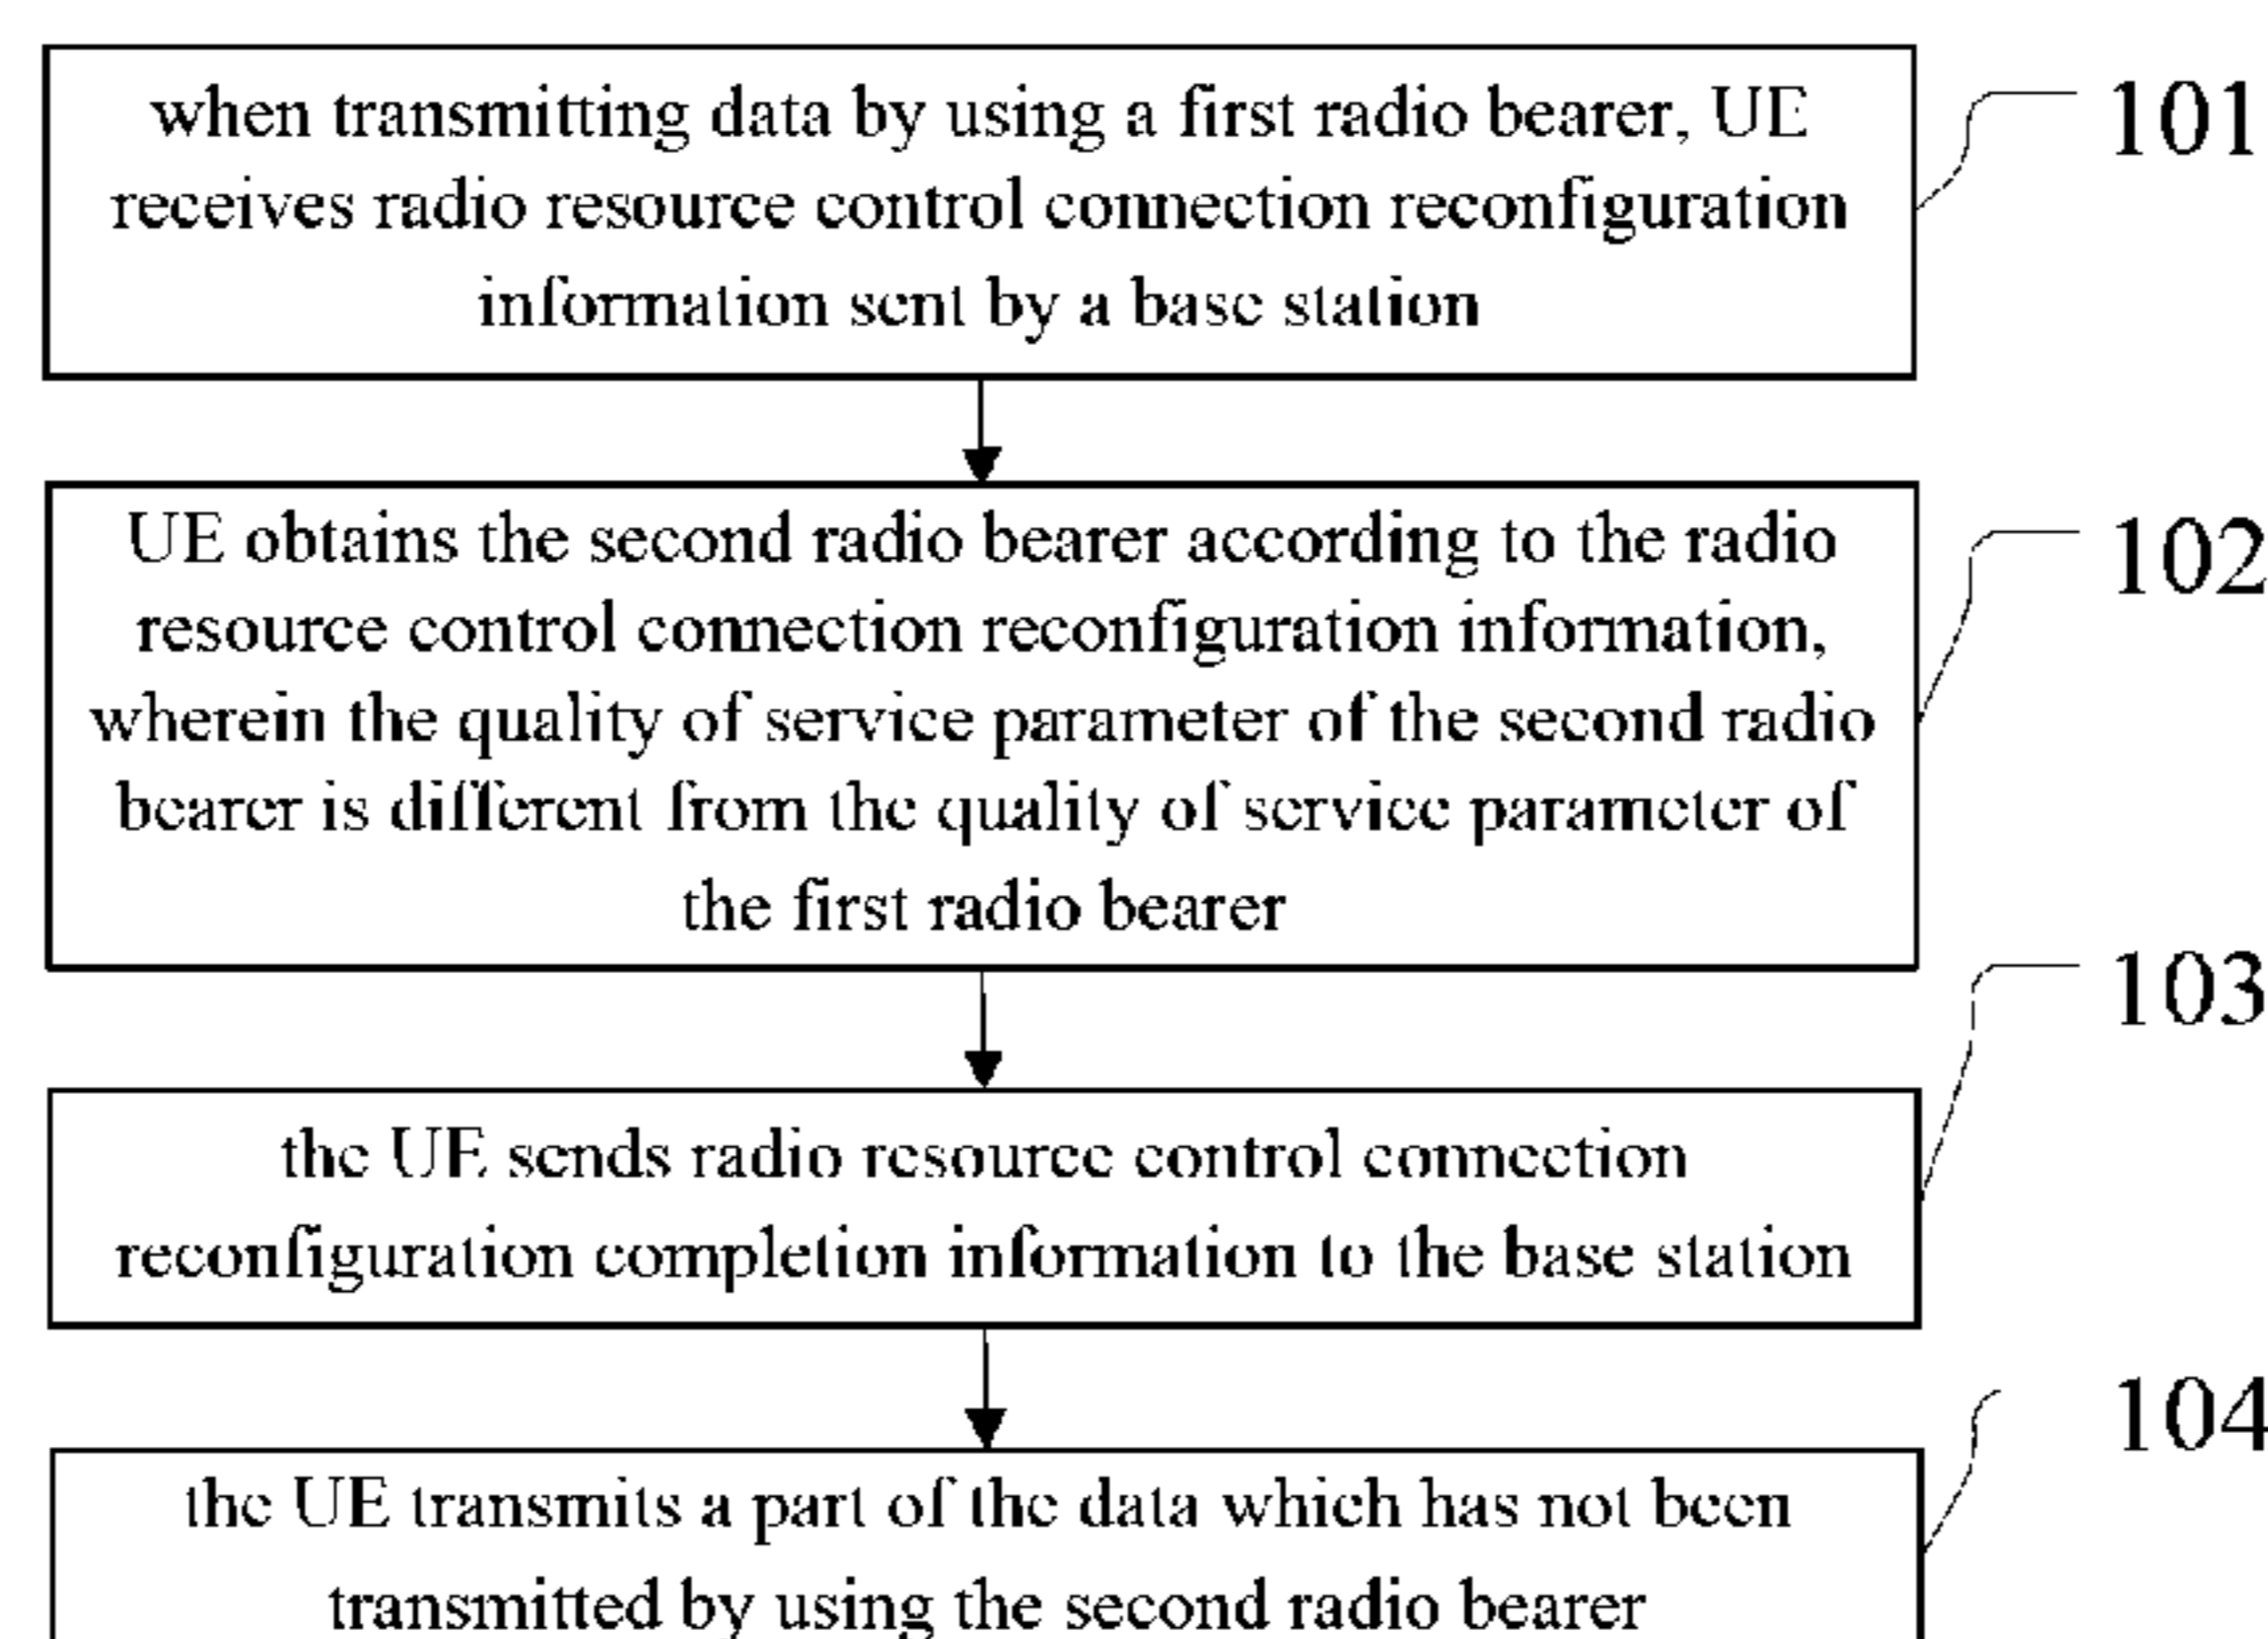 when transmitting data by using a first radio bearer, UE
receives radio resource control connection reconfiguration
information sent by a base station
101
UE obtains the second radio bearer according to the radio
resource control connection reconfiguration information,
wherein the quality of service parameter of the second radio
bearer is different from the quality of service parameter of
the first radio bearer
102
the UE sends radio resource control connection
reconfiguration completion information to the base station
103
the UE transmits a part of the data which has not been
transmitted by using the second radio bearer
104